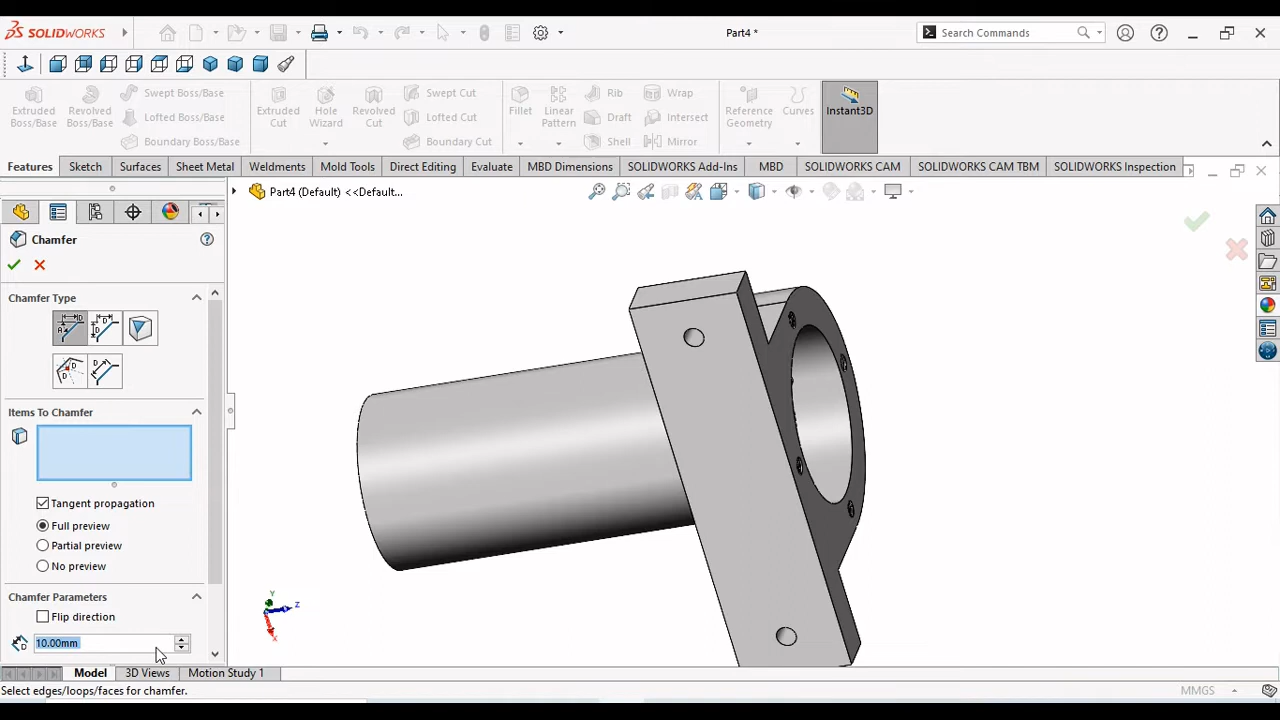 SOLIDWORKS
Part4 *
Search Commands
Extruded Boss/Base
Revolved Boss/Base
Swept Boss/Base
Lofted Boss/Base
Boundary Boss/Base
Extruded Cut
Hole Wizard
Revolved Cut
Swept Cut
Lofted Cut
Boundary Cut
Fillet
Linear Pattern
Rib
Draft
Shell
Wrap
Intersect
Mirror
Reference Geometry
Curves
Instant3D
Features
Sketch
Surfaces
Sheet Metal
Weldments
Mold Tools
Direct Editing
Evaluate
MBD Dimensions
SOLIDWORKS Add-Ins
MBD
SOLIDWORKS CAM
SOLIDWORKS CAM TBM
SOLIDWORKS Inspection
Part4 (Default) <<Default...
Chamfer
Chamfer Type
Items To Chamfer
Tangent propagation
Full preview
Partial preview
No preview
Chamfer Parameters
Flip direction
10.00mm
Y
Z
X
Model
3D Views
Motion Study 1
Select edges/loops/faces for chamfer.
MMGS